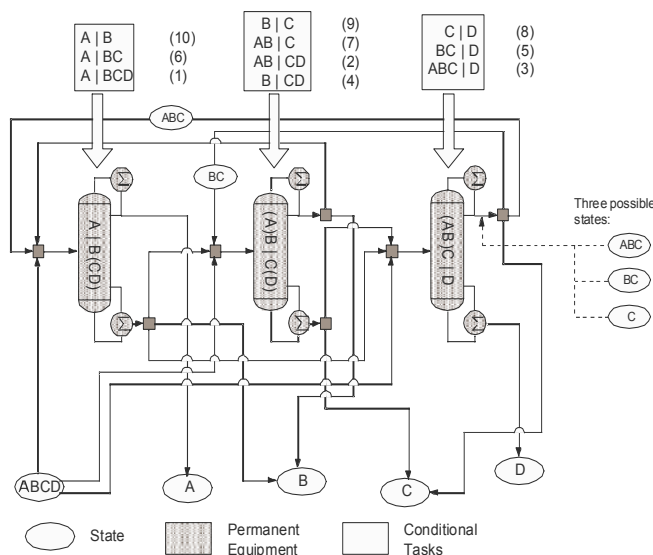 A | B (10)
A | BC (6)
A | BCD (1)
B | C (9)
AB | C (7)
AB | CD (2)
B | CD (4)
C | D (8)
BC | D (5)
ABC | D (3)
ABC
BC
Σ
Σ
Σ
A | B(CD)
(A)B | C(D)
(AB)C | D
Σ
Σ
Σ
Three possible
states:
ABC
BC
C
ABCD
A
B
C
D
State
Permanent
Equipment
Conditional
Tasks